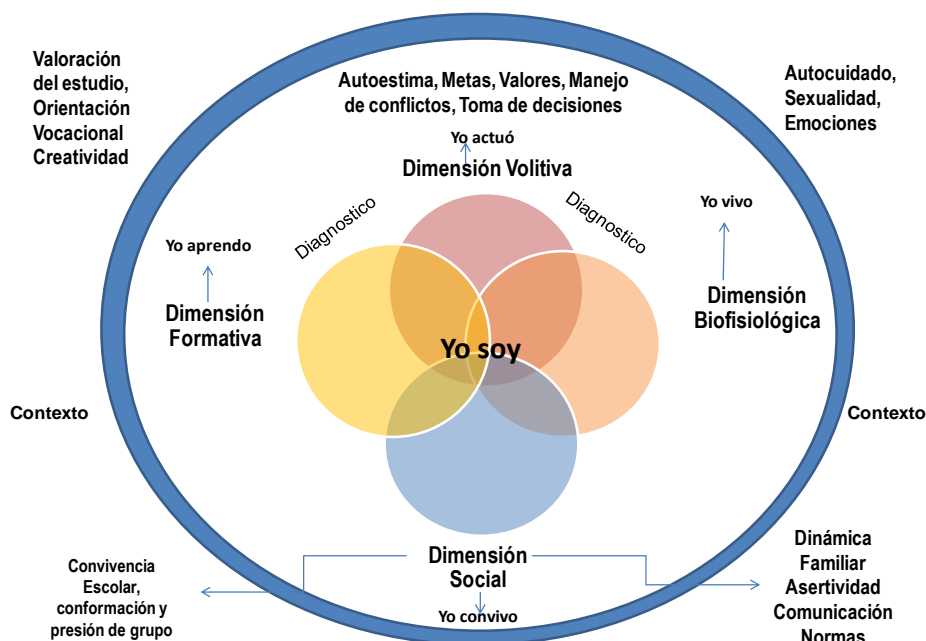 Valoración
del estudio,
Orientación
Vocacional
Creatividad
Autoestima, Metas, Valores, Manejo
de conflictos, Toma de decisiones
Autocuidado,
Sexualidad,
Emociones
Yo actuó
Dimensión Volitiva
Diagnostico
Diagnostico
Yo vivo
Yo aprendo
Dimensión
Formativa
Dimensión
Biofisiológica
Yo soy
Contexto
Contexto
Dimensión
Social
Yo convivo
Convivencia
Escolar,
conformación y
presión de grupo
Dinámica
Familiar
Asertividad
Comunicación
Normas